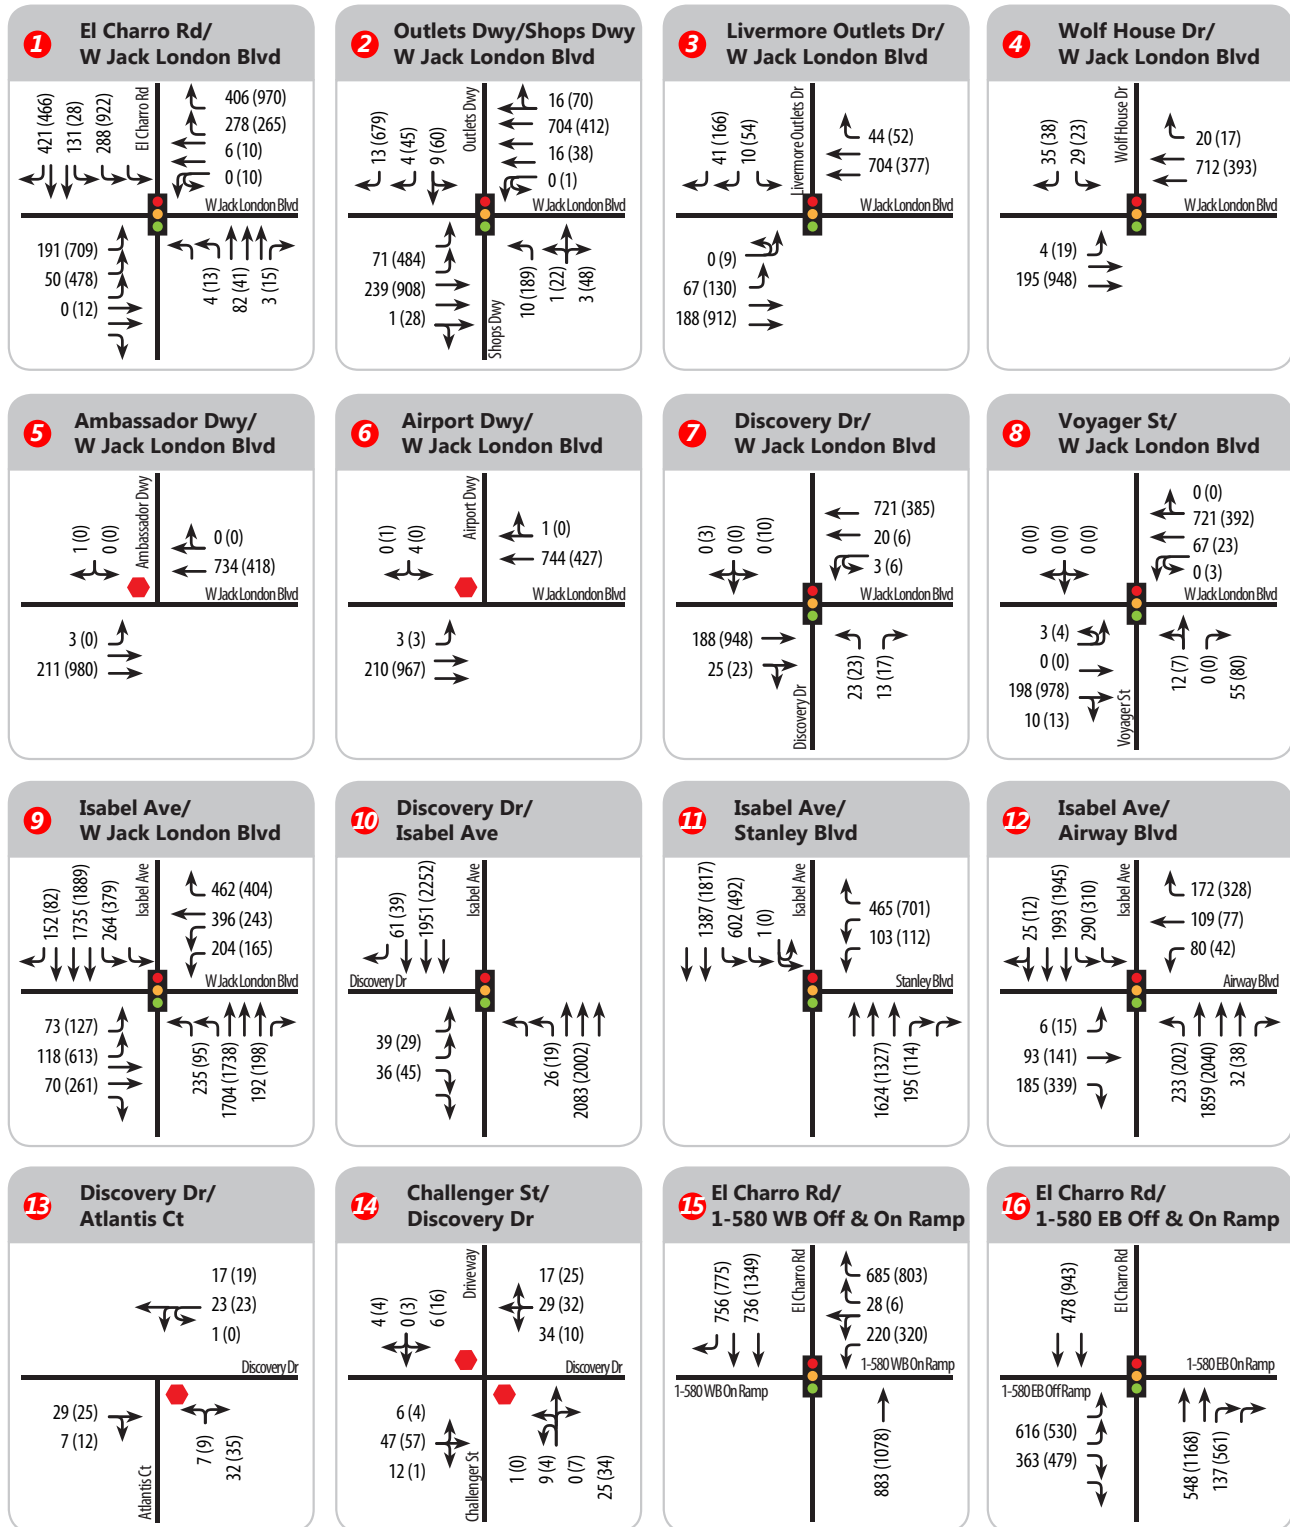 1
El Charro Rd/
W Jack London Blvd
421 (466)
131 (28)
288 (922)
El Charro Rd
406 (970)
278 (265)
6 (10)
0 (10)
W Jack London Blvd
191 (709)
50 (478)
0 (12)
4 (13)
82 (41)
3 (15)
2
Outlets Dwy/Shops Dwy
W Jack London Blvd
13 (679)
4 (45)
9 (60)
Outlets Dwy
16 (70)
704 (412)
16 (38)
0 (1)
W Jack London Blvd
71 (484)
239 (908)
1 (28)
Shops Dwy
10 (189)
1 (22)
3 (48)
3
Livermore Outlets Dr/
W Jack London Blvd
41 (166)
10 (54)
Livermore Outlets Dr
44 (52)
704 (377)
W Jack London Blvd
0 (9)
67 (130)
188 (912)
4
Wolf House Dr/
W Jack London Blvd
35 (38)
29 (23)
Wolf House Dr
20 (17)
712 (393)
W Jack London Blvd
4 (19)
195 (948)
5
Ambassador Dwy/
W Jack London Blvd
1 (0)
0 (0)
Ambassador Dwy
0 (0)
734 (418)
W Jack London Blvd
3 (0)
211 (980)
6
Airport Dwy/
W Jack London Blvd
0 (1)
4 (0)
Airport Dwy
1 (0)
744 (427)
W Jack London Blvd
3 (3)
210 (967)
7
Discovery Dr/
W Jack London Blvd
0 (3)
0 (0)
0 (10)
721 (385)
20 (6)
3 (6)
W Jack London Blvd
188 (948)
25 (23)
Discovery Dr
23 (23)
13 (17)
8
Voyager St/
W Jack London Blvd
0 (0)
0 (0)
0 (0)
0 (0)
721 (392)
67 (23)
0 (3)
W Jack London Blvd
3 (4)
0 (0)
198 (978)
10 (13)
Voyager St
12 (7)
0 (0)
55 (80)
9
Isabel Ave/
W Jack London Blvd
152 (82)
1735 (1889)
264 (379)
Isabel Ave
462 (404)
396 (243)
204 (165)
W Jack London Blvd
73 (127)
118 (613)
70 (261)
235 (95)
1704 (1738)
192 (198)
10
Discovery Dr/
Isabel Ave
61 (39)
1951 (2252)
Isabel Ave
Discovery Dr
39 (29)
36 (45)
26 (19)
2083 (2002)
11
Isabel Ave/
Stanley Blvd
1387 (1817)
602 (492)
1 (0)
Isabel Ave
465 (701)
103 (112)
Stanley Blvd
1624 (1327)
195 (114)
12
Isabel Ave/
Airway Blvd
25 (12)
1993 (1945)
290 (310)
Isabel Ave
172 (328)
109 (77)
80 (42)
Airway Blvd
6 (15)
93 (141)
185 (339)
233 (202)
1859 (2040)
32 (38)
13
Discovery Dr/
Atlantis Ct
17 (19)
23 (23)
1 (0)
Discovery Dr
29 (25)
7 (12)
Atlantis Ct
7 (9)
32 (35)
14
Challenger St/
Discovery Dr
4 (4)
0 (3)
6 (16)
Driveway
17 (25)
29 (32)
34 (10)
Discovery Dr
6 (4)
47 (57)
12 (1)
Challenger St
1 (0)
9 (4)
0 (7)
25 (34)
15
El Charro Rd/
1-580 WB Off & On Ramp
756 (775)
736 (1349)
El Charro Rd
685 (803)
28 (6)
220 (320)
1-580 WB On Ramp
1-580 WB On Ramp
883 (1078)
16
El Charro Rd/
1-580 EB Off & On Ramp
478 (943)
El Charro Rd
1-580 EB On Ramp
1-580 EB Off Ramp
616 (530)
363 (479)
548 (1168)
137 (561)